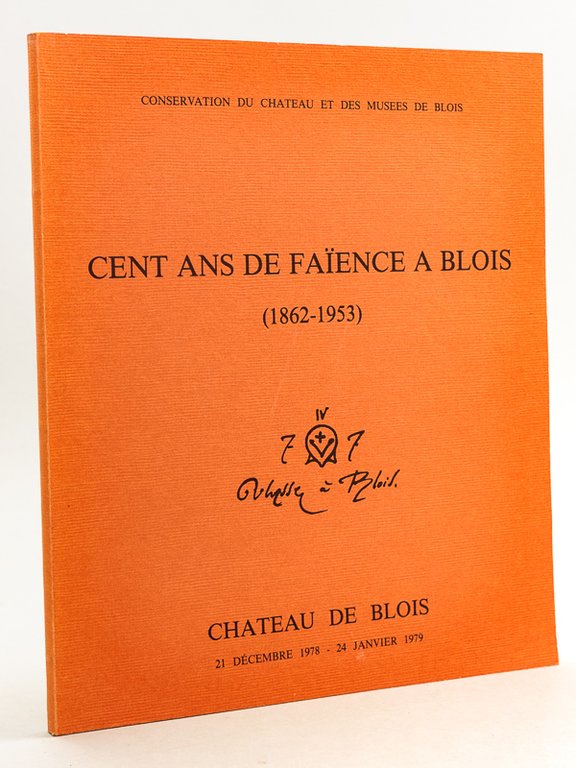 CONSERVATION DU CHATEAU ET DES MUSEES DE BLOIS
CENT ANS DE FAÏENCE A BLOIS
(1862-1953)
IV
7 7
Ulysse à Blois.
CHATEAU DE BLOIS
21 DÉCEMBRE 1978 - 24 JANVIER 1979